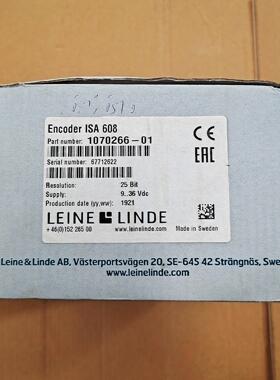 Encoder ISA 608
Part number: 1070266-01
Serial number: 67712622
CE
EAC
Resolution: 25 Bit
Supply: 9...36 Vdc
Production date (yy,ww): 1921
LEINE LINDE
+46(0)152 265 00
www.leinelinde.com
Made in Sweden
Leine & Linde AB, Västerportsvägen 20, SE-645 42 Strängnäs, Swe
www.leinelinde.com